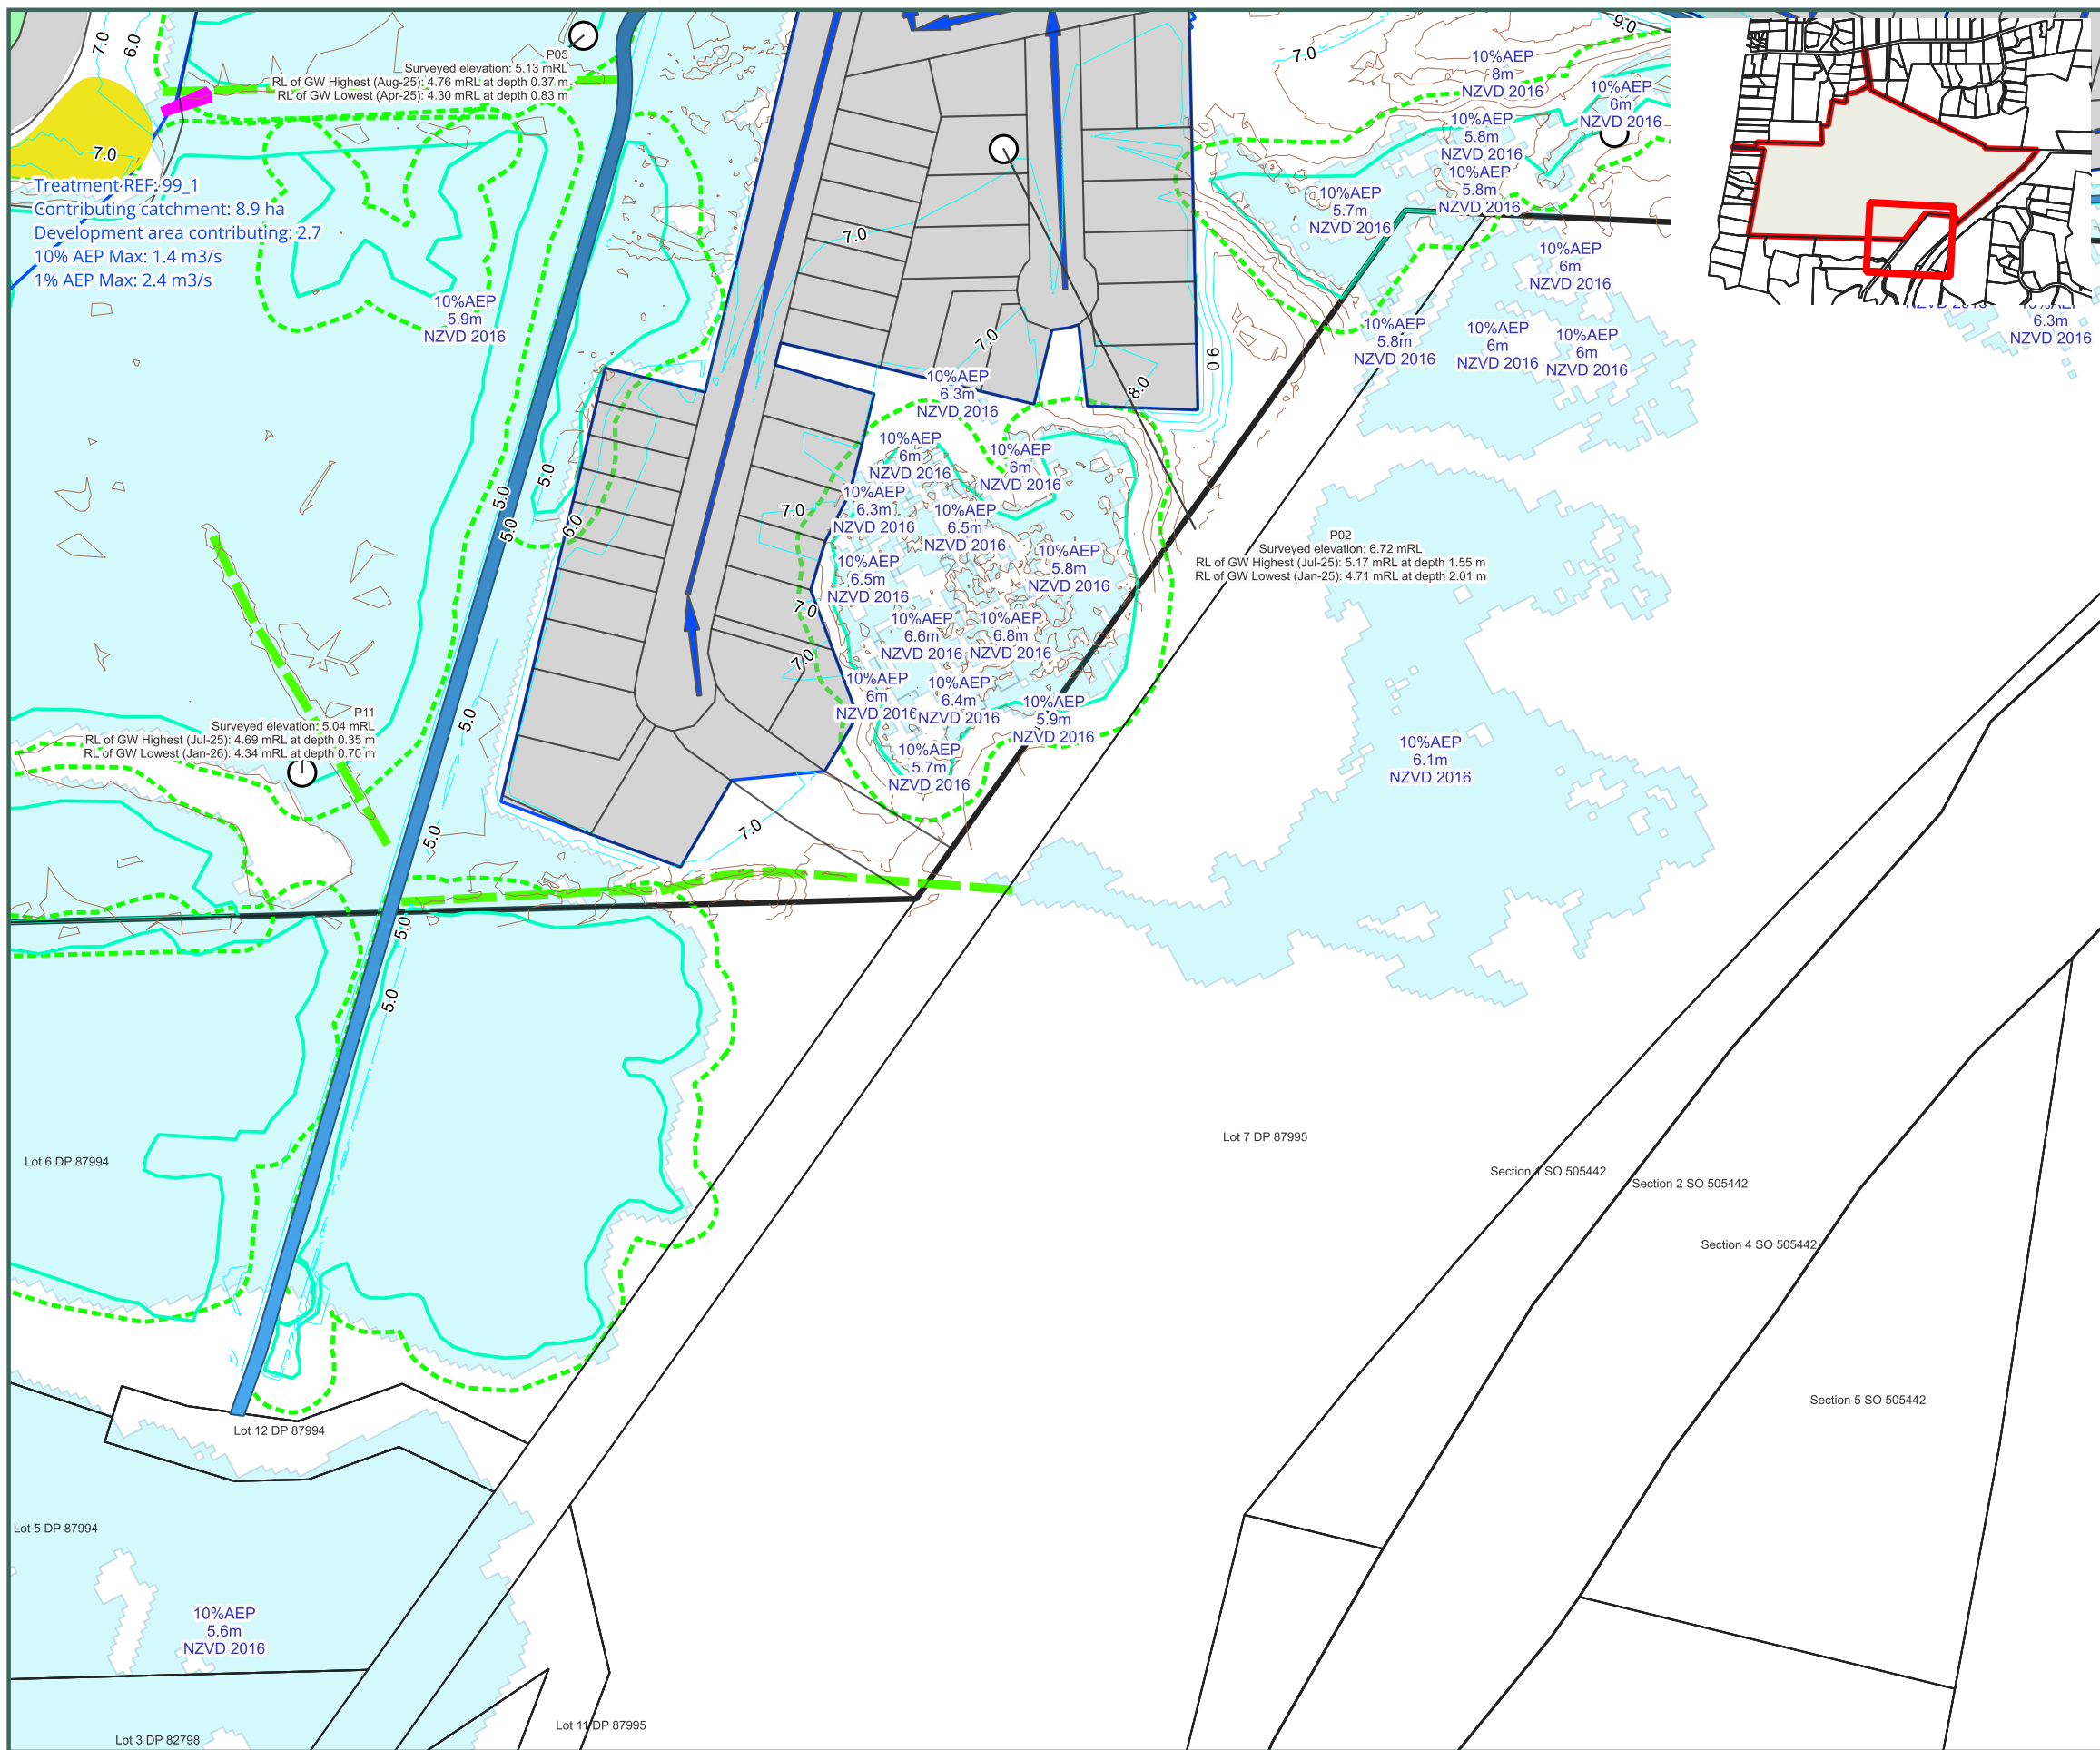 7.0
6.0
P05
Surveyed elevation: 5.13 mRL
RL of GW Highest (Aug-25): 4.76 mRL at depth 0.37 m
RL of GW Lowest (Apr-25): 4.30 mRL at depth 0.83 m
7.0
9.0
10%AEP
8m
NZVD 2016
10%AEP
6m
NZVD 2016
10%AEP
5.8m
NZVD 2016
10%AEP
5.8m
NZVD 2016
10%AEP
5.7m
NZVD 2016
7.0
Treatment REF: 99_1
Contributing catchment: 8.9 ha
Development area contributing: 2.7
10% AEP Max: 1.4 m3/s
1% AEP Max: 2.4 m3/s
10%AEP
5.9m
NZVD 2016
7.0
10%AEP
6m
NZVD 2016
10%AEP
5.8m
NZVD 2016
10%AEP
6m
NZVD 2016
10%AEP
6m
NZVD 2016
6.3m
NZVD 2016
7.0
9.0
8.0
10%AEP
6.3m
NZVD 2016
10%AEP
6m
NZVD 2016
10%AEP
6m
NZVD 2016
10%AEP
6.3m
NZVD 2016
10%AEP
6.5m
NZVD 2016
10%AEP
5.8m
NZVD 2016
10%AEP
6.5m
NZVD 2016
10%AEP
6.6m
NZVD 2016
10%AEP
6.8m
NZVD 2016
10%AEP
6m
NZVD 2016
10%AEP
6.4m
NZVD 2016
10%AEP
5.9m
NZVD 2016
10%AEP
5.7m
NZVD 2016
5.0
5.0
5.0
6.0
7.0
7.0
7.0
7.0
P02
Surveyed elevation: 6.72 mRL
RL of GW Highest (Jul-25): 5.17 mRL at depth 1.55 m
RL of GW Lowest (Jan-25): 4.71 mRL at depth 2.01 m
P11
Surveyed elevation: 5.04 mRL
RL of GW Highest (Jul-25): 4.69 mRL at depth 0.35 m
RL of GW Lowest (Jan-26): 4.34 mRL at depth 0.70 m
5.0
5.0
5.0
5.0
10%AEP
6.1m
NZVD 2016
Lot 6 DP 87994
Lot 7 DP 87995
Section 1 SO 505442
Section 2 SO 505442
Section 4 SO 505442
Section 5 SO 505442
Lot 12 DP 87994
Lot 5 DP 87994
10%AEP
5.6m
NZVD 2016
Lot 3 DP 82798
Lot 11 DP 87995